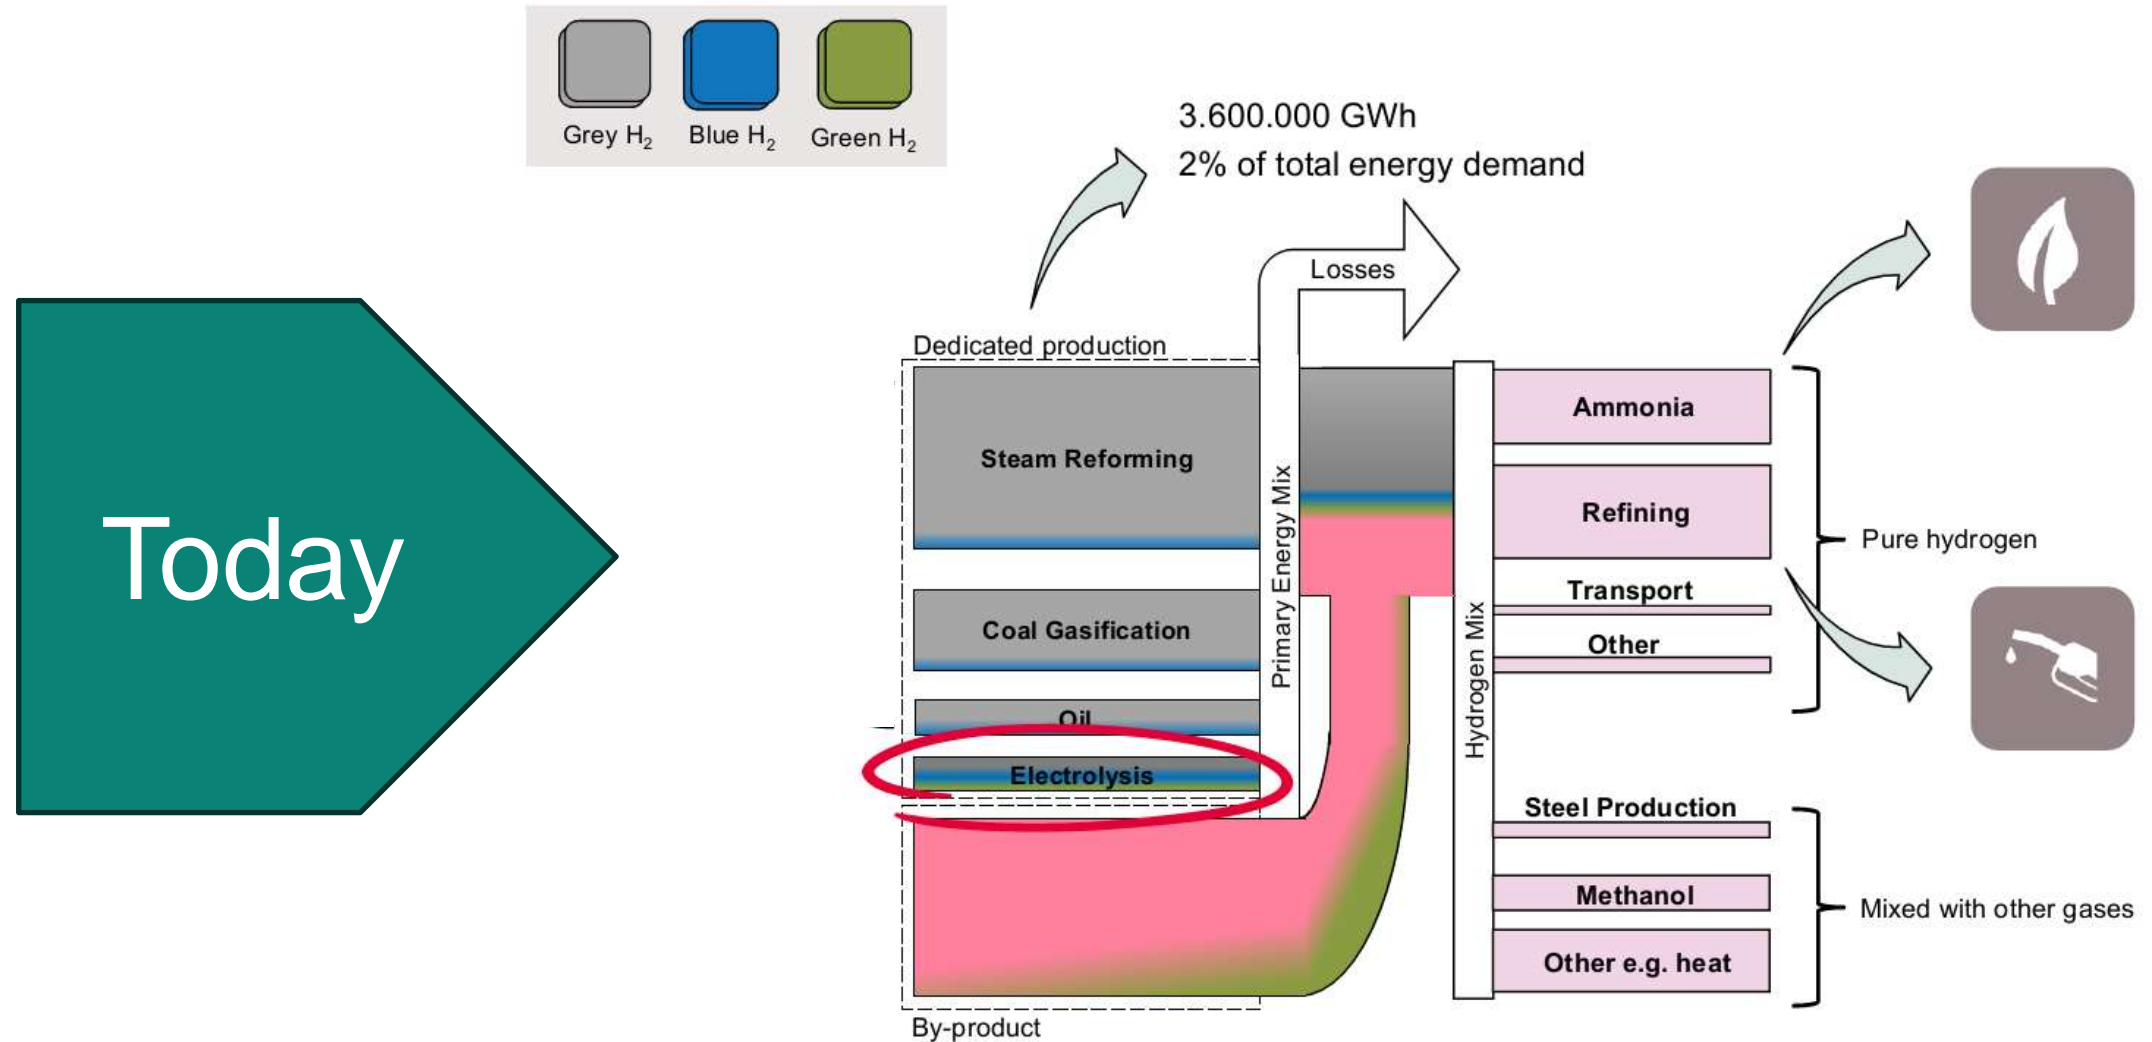 Grey H₂
Blue H₂
Green H₂
3.600.000 GWh
2% of total energy demand
Losses
Today
Dedicated production
Steam Reforming
Coal Gasification
Oil
Electrolysis
By-product
Primary Energy Mix
Hydrogen Mix
Ammonia
Refining
Transport
Other
Pure hydrogen
Steel Production
Methanol
Other e.g. heat
Mixed with other gases